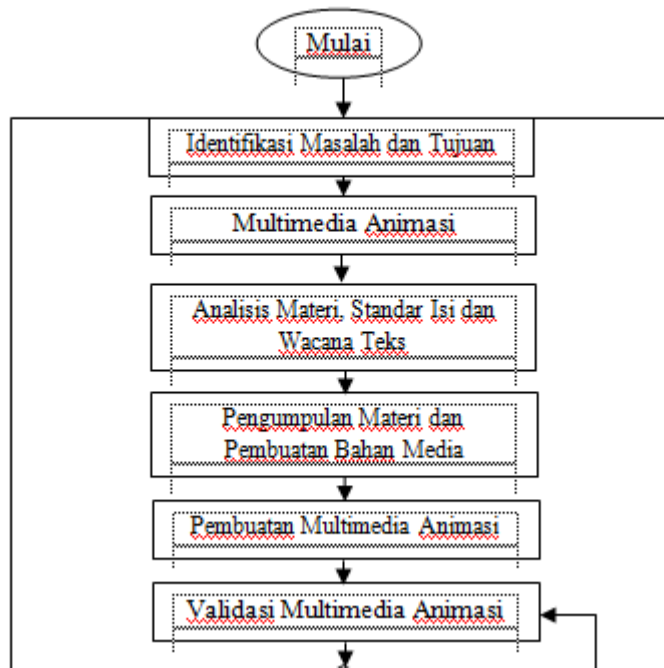 Mulai
Identifikasi Masalah dan Tujuan
Multimedia Animasi
Analisis Materi, Standar Isi dan
Wacana Teks
Pengumpulan Materi dan
Pembuatan Bahan Media
Pembuatan Multimedia Animasi
Validasi Multimedia Animasi